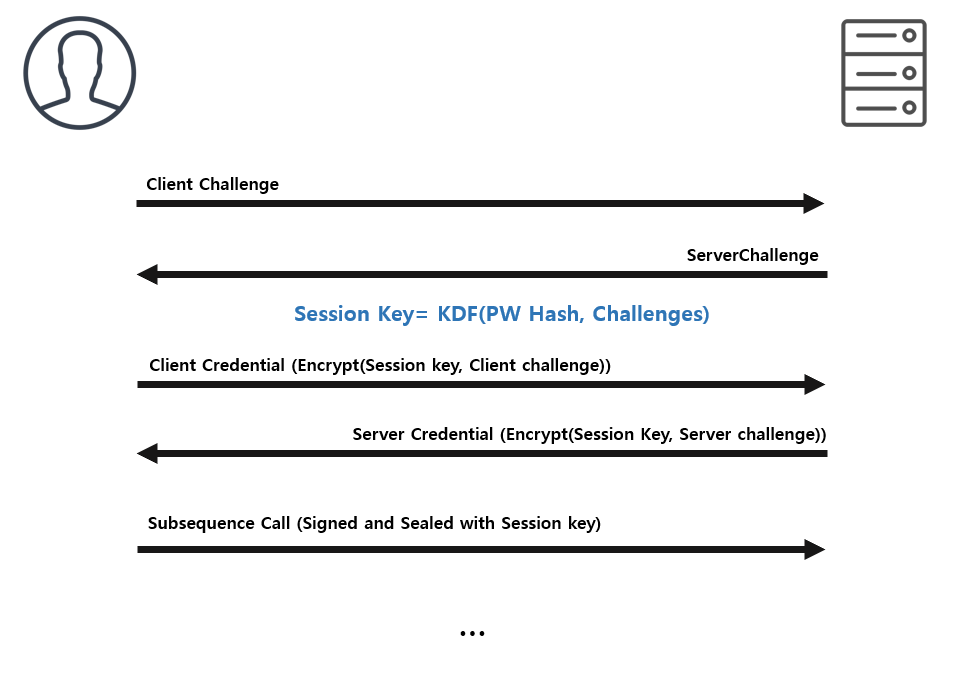 Client Challenge
ServerChallenge
Session Key= KDF(PW Hash, Challenges)
Client Credential (Encrypt(Session key, Client challenge))
Server Credential (Encrypt(Session Key, Server challenge))
Subsequence Call (Signed and Sealed with Session key)
...